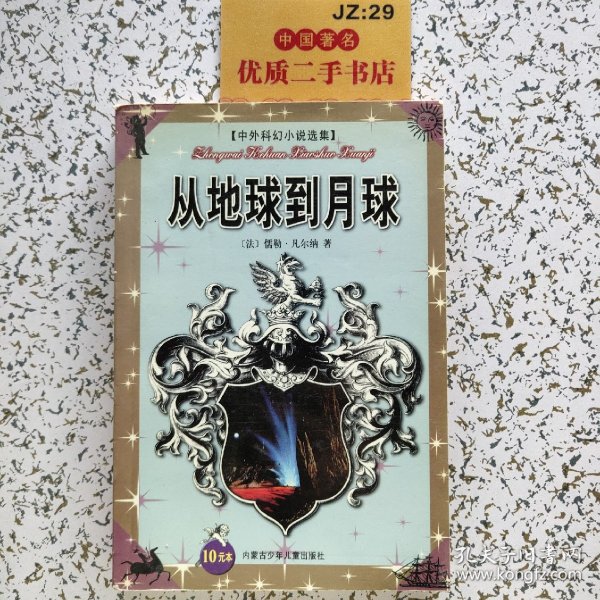 JZ:29
中国著名
优质二手书店
【中外科幻小说选集】
Zhongwai Kehuan Xiaoshuo Xuanji
从地球到月球
〔法〕儒勒·凡尔纳 著
10元本
内蒙古少年儿童出版社
孔夫子旧书网
kongfz.com